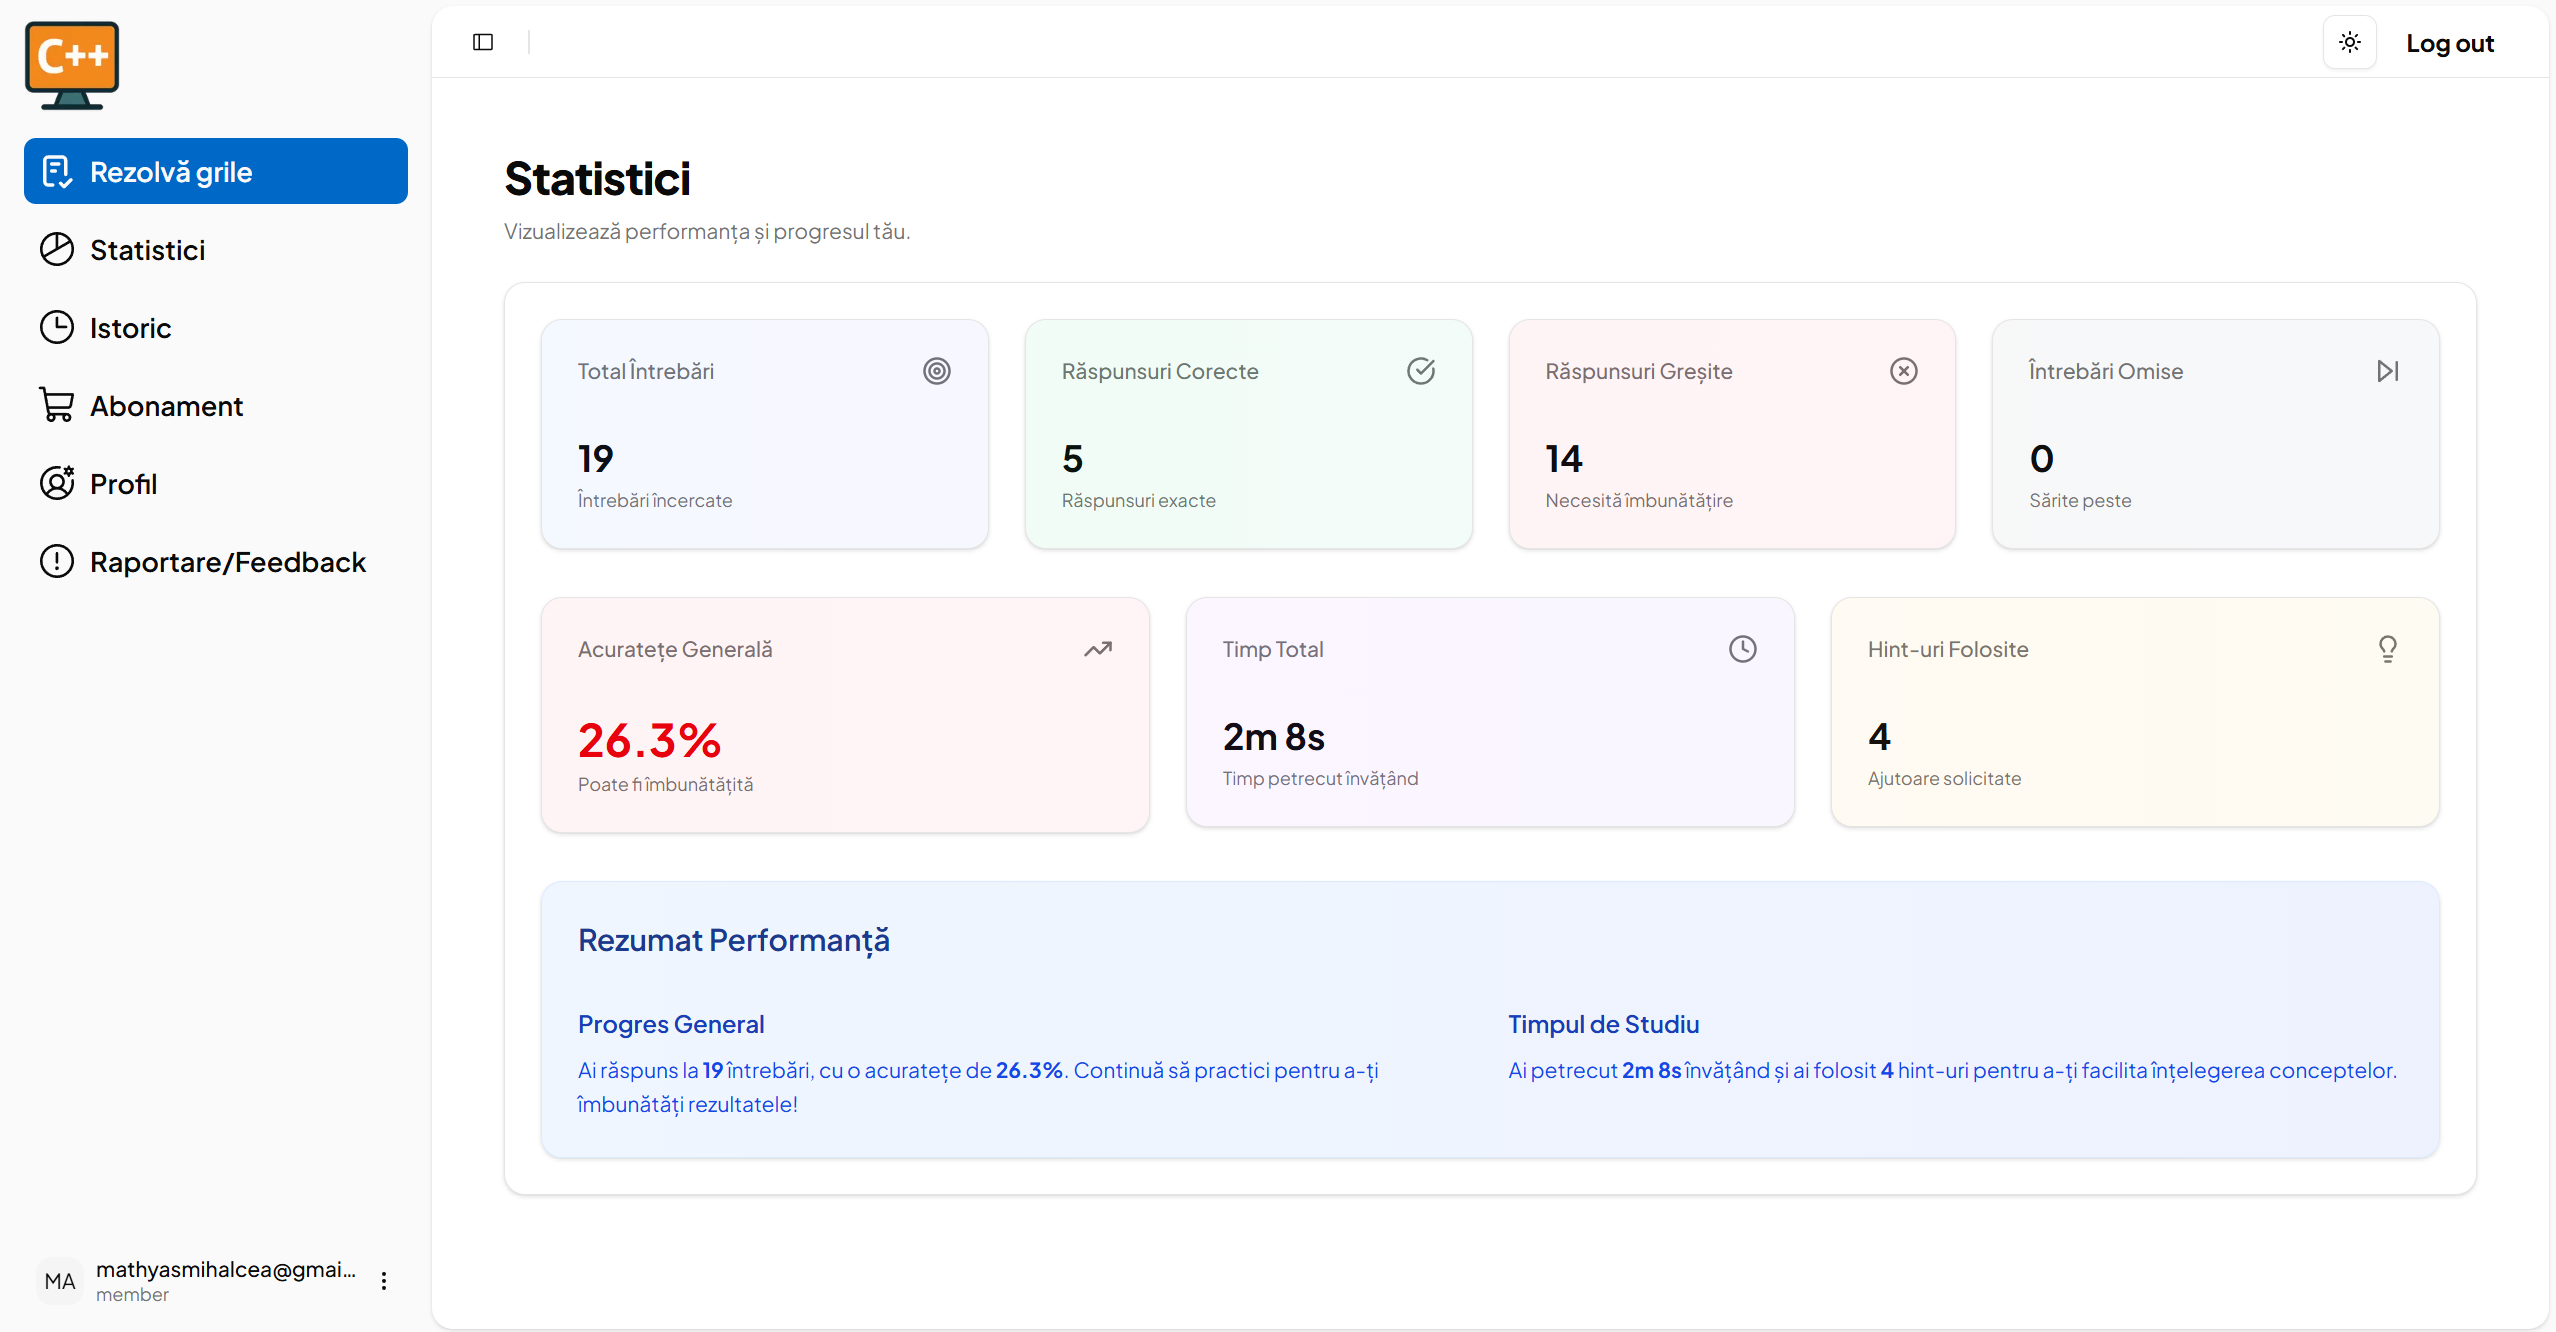 C++
Rezolvă grile
Statistici
Istoric
Abonament
Profil
Raportare/Feedback
MA
mathyasmihalcea@gmai...
member
Log out
Statistici
Vizualizează performanța și progresul tău.
Total Întrebări
19
Întrebări încercate
Răspunsuri Corecte
5
Răspunsuri exacte
Răspunsuri Greșite
14
Necesită îmbunătățire
Întrebări Omise
0
Sărite peste
Acuratețe Generală
26.3%
Poate fi îmbunătățită
Timp Total
2m 8s
Timp petrecut învățând
Hint-uri Folosite
4
Ajutoare solicitate
Rezumat Performanță
Progres General
Ai răspuns la 19 întrebări, cu o acuratețe de 26.3%. Continuă să practici pentru a-ți
îmbunătăți rezultatele!
Timpul de Studiu
Ai petrecut 2m 8s învățând și ai folosit 4 hint-uri pentru a-ți facilita înțelegerea conceptelor.